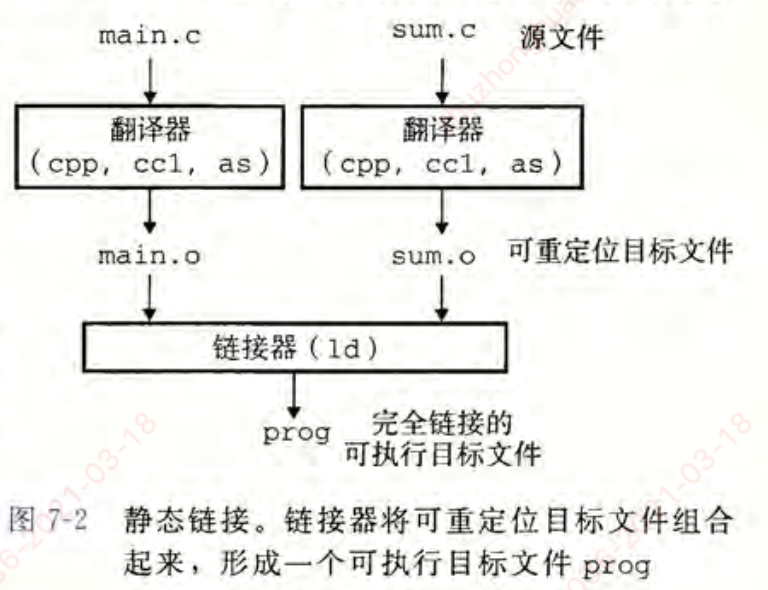 main.c sum.c 源文件
翻译器 翻译器
(cpp, cc1, as) (cpp, cc1, as)
main.o sum.o 可重定位目标文件
链接器(ld)
prog 完全链接的
可执行目标文件
图 7-2 静态链接。链接器将可重定位目标文件组合
起来，形成一个可执行目标文件 prog